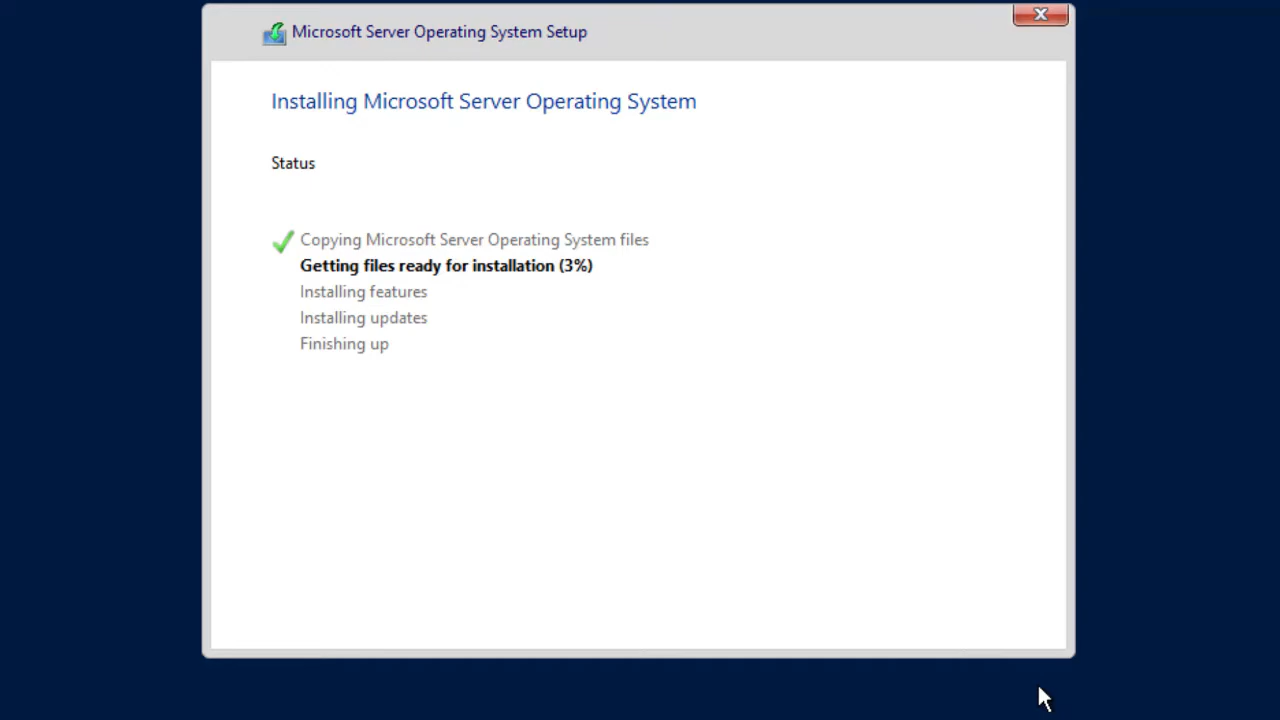 Microsoft Server Operating System Setup
Installing Microsoft Server Operating System
Status
Copying Microsoft Server Operating System files
Getting files ready for installation (3%)
Installing features
Installing updates
Finishing up